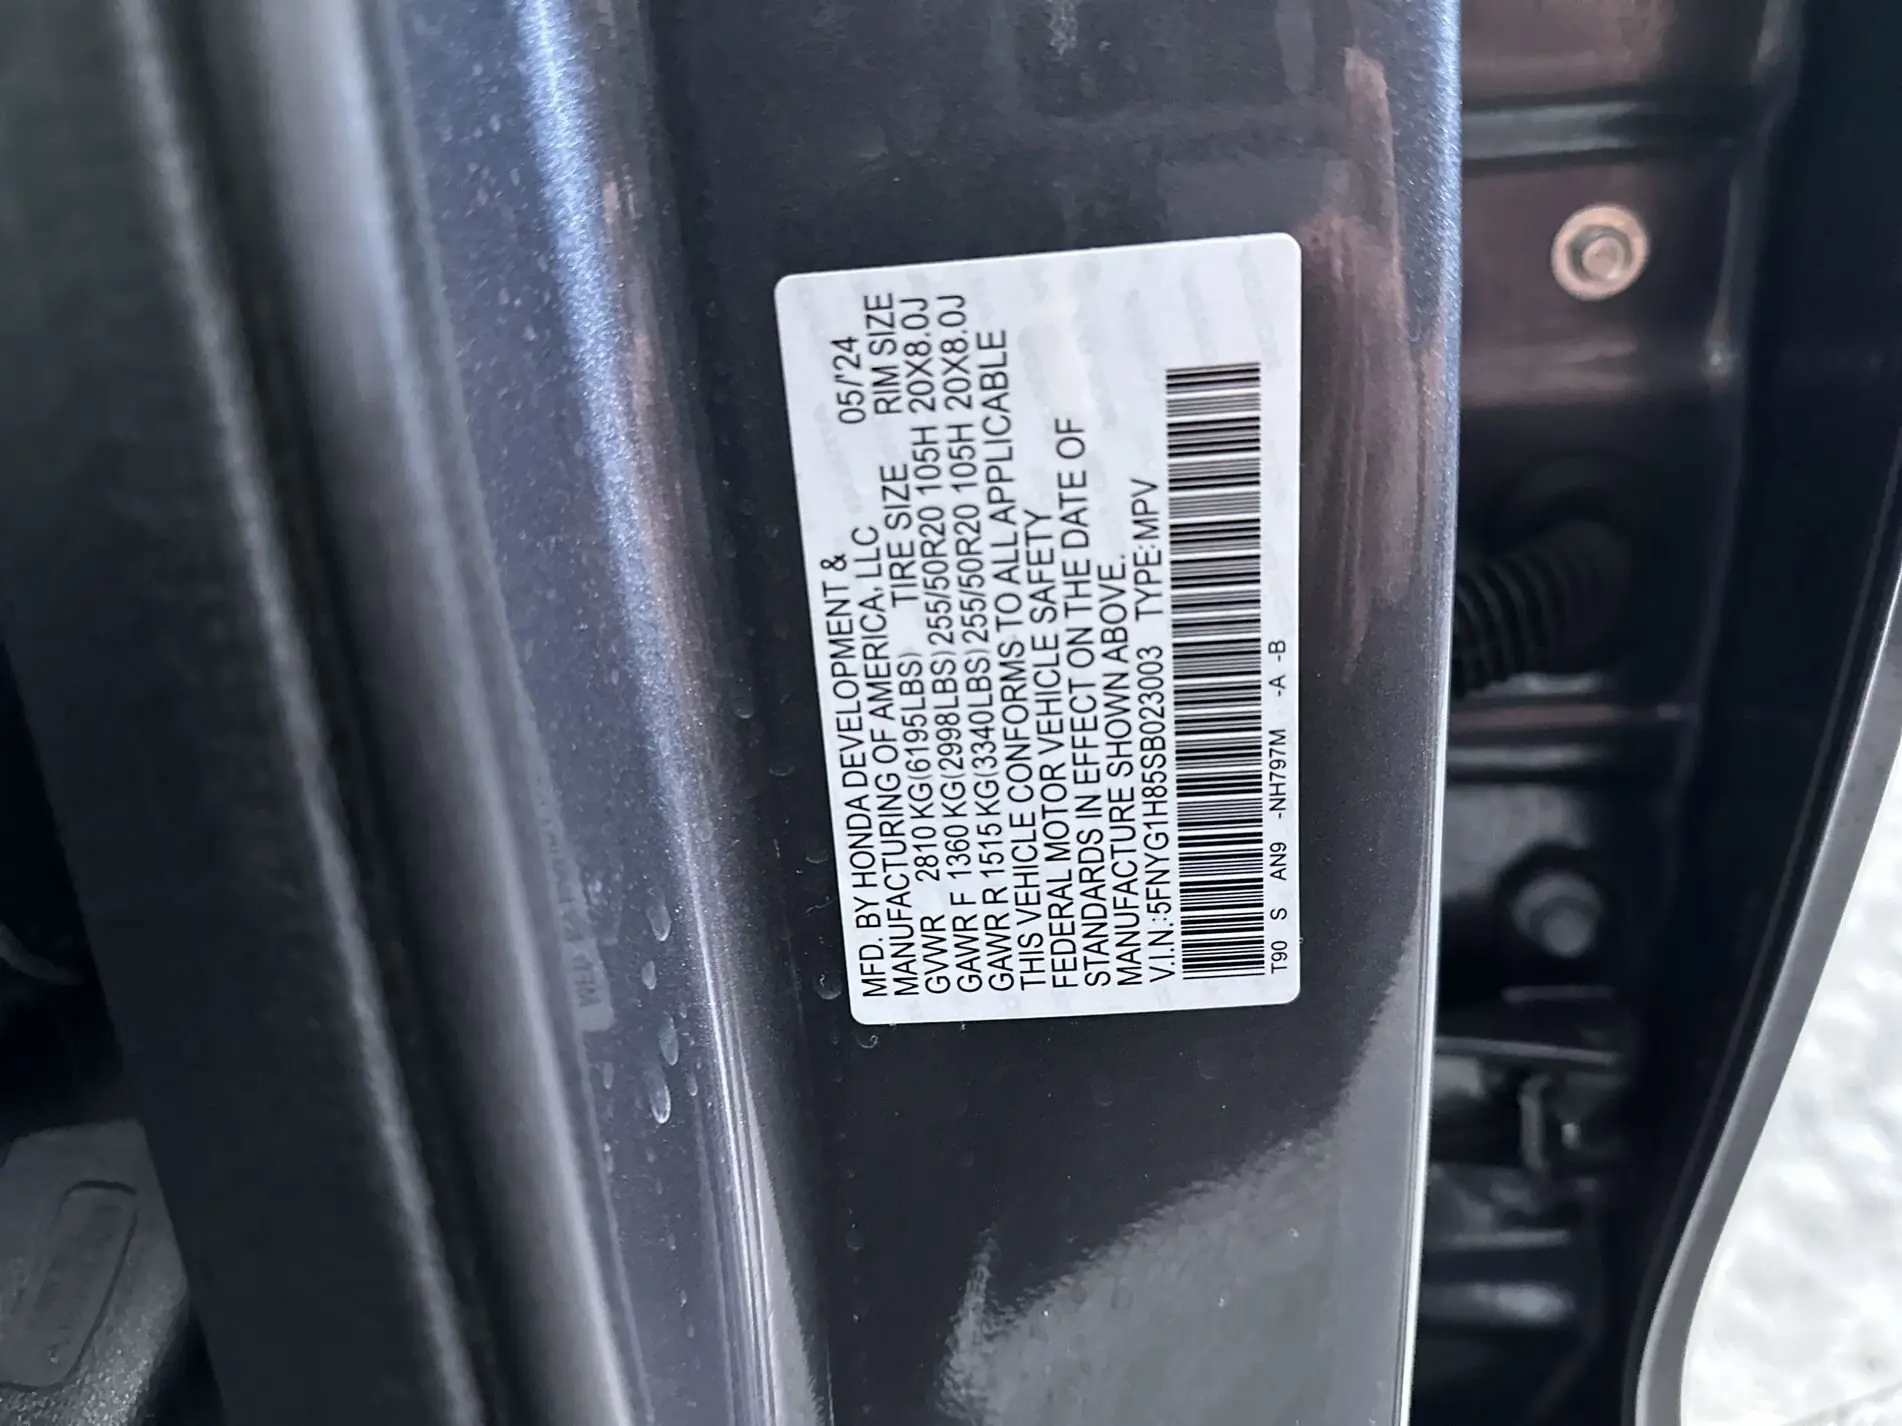 MFD. BY HONDA DEVELOPMENT &
MANUFACTURING OF AMERICA, LLC 05/'24
GVWR 2810 KG(6195LBS) TIRE SIZE RIM SIZE
GAWR F 1360 KG(2998LBS) 255/50R20 105H 20X8.0J
GAWR R 1515 KG(3340LBS) 255/50R20 105H 20X8.0J
THIS VEHICLE CONFORMS TO ALL APPLICABLE
FEDERAL MOTOR VEHICLE SAFETY
STANDARDS IN EFFECT ON THE DATE OF
MANUFACTURE SHOWN ABOVE.
V.I.N.:5FNYG1H85SB023003 TYPE:MPV
T90 S AN9 -NH797M -A -B